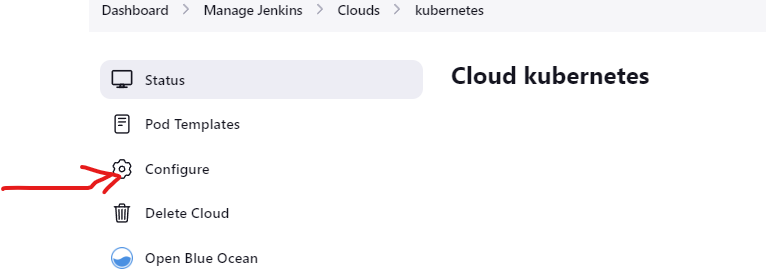 Dashboard > Manage Jenkins > Clouds > kubernetes
Cloud kubernetes
Status
Pod Templates
Configure
Delete Cloud
Open Blue Ocean